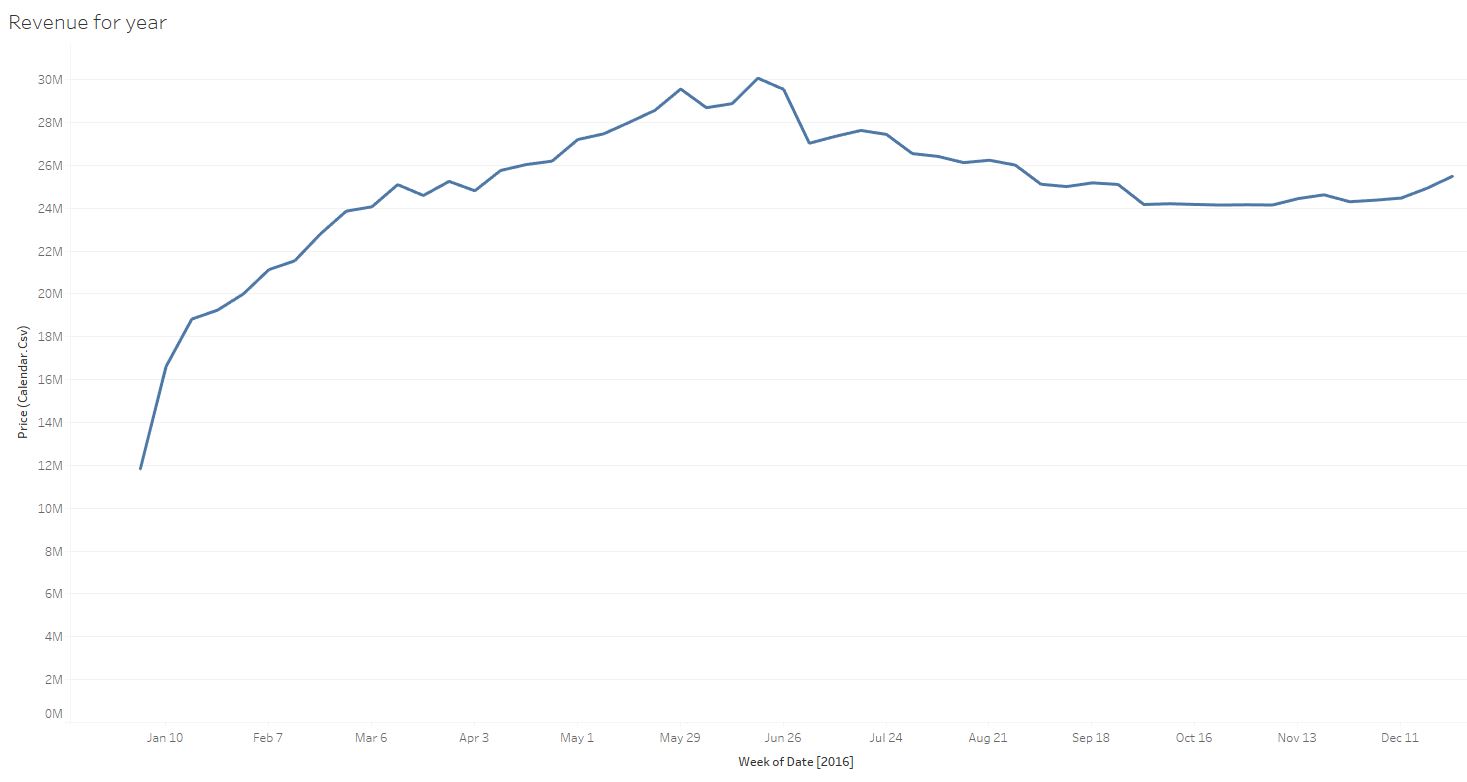 Revenue for year
30M
28M
26M
24M
22M
20M
18M
16M
14M
12M
10M
8M
6M
4M
2M
0M
Price (Calendar.Csv)
Jan 10 Feb 7 Mar 6 Apr 3 May 1 May 29 Jun 26 Jul 24 Aug 21 Sep 18 Oct 16 Nov 13 Dec 11
Week of Date [2016]